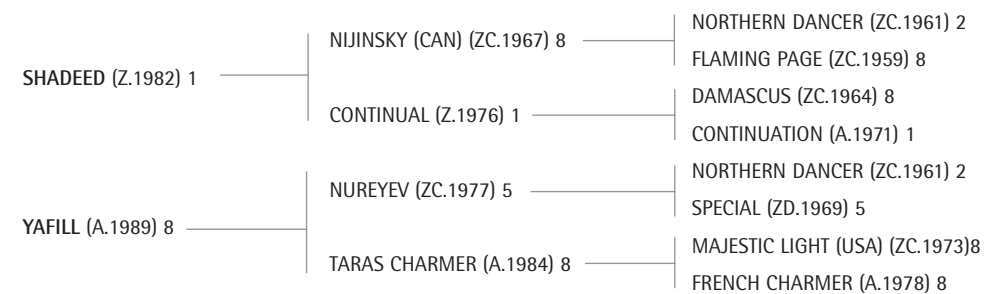 NORTHERN DANCER (ZC.1961) 2
NIJINSKY (CAN) (ZC.1967) 8
FLAMING PAGE (ZC.1959) 8
SHADEED (Z.1982) 1
DAMASCUS (ZC.1964) 8
CONTINUAL (Z.1976) 1
CONTINUATION (A.1971) 1
NORTHERN DANCER (ZC.1961) 2
NUREYEV (ZC.1977) 5
SPECIAL (ZD.1969) 5
YAFILL (A.1989) 8
MAJESTIC LIGHT (USA) (ZC.1973)8
TARAS CHARMER (A.1984) 8
FRENCH CHARMER (A.1978) 8